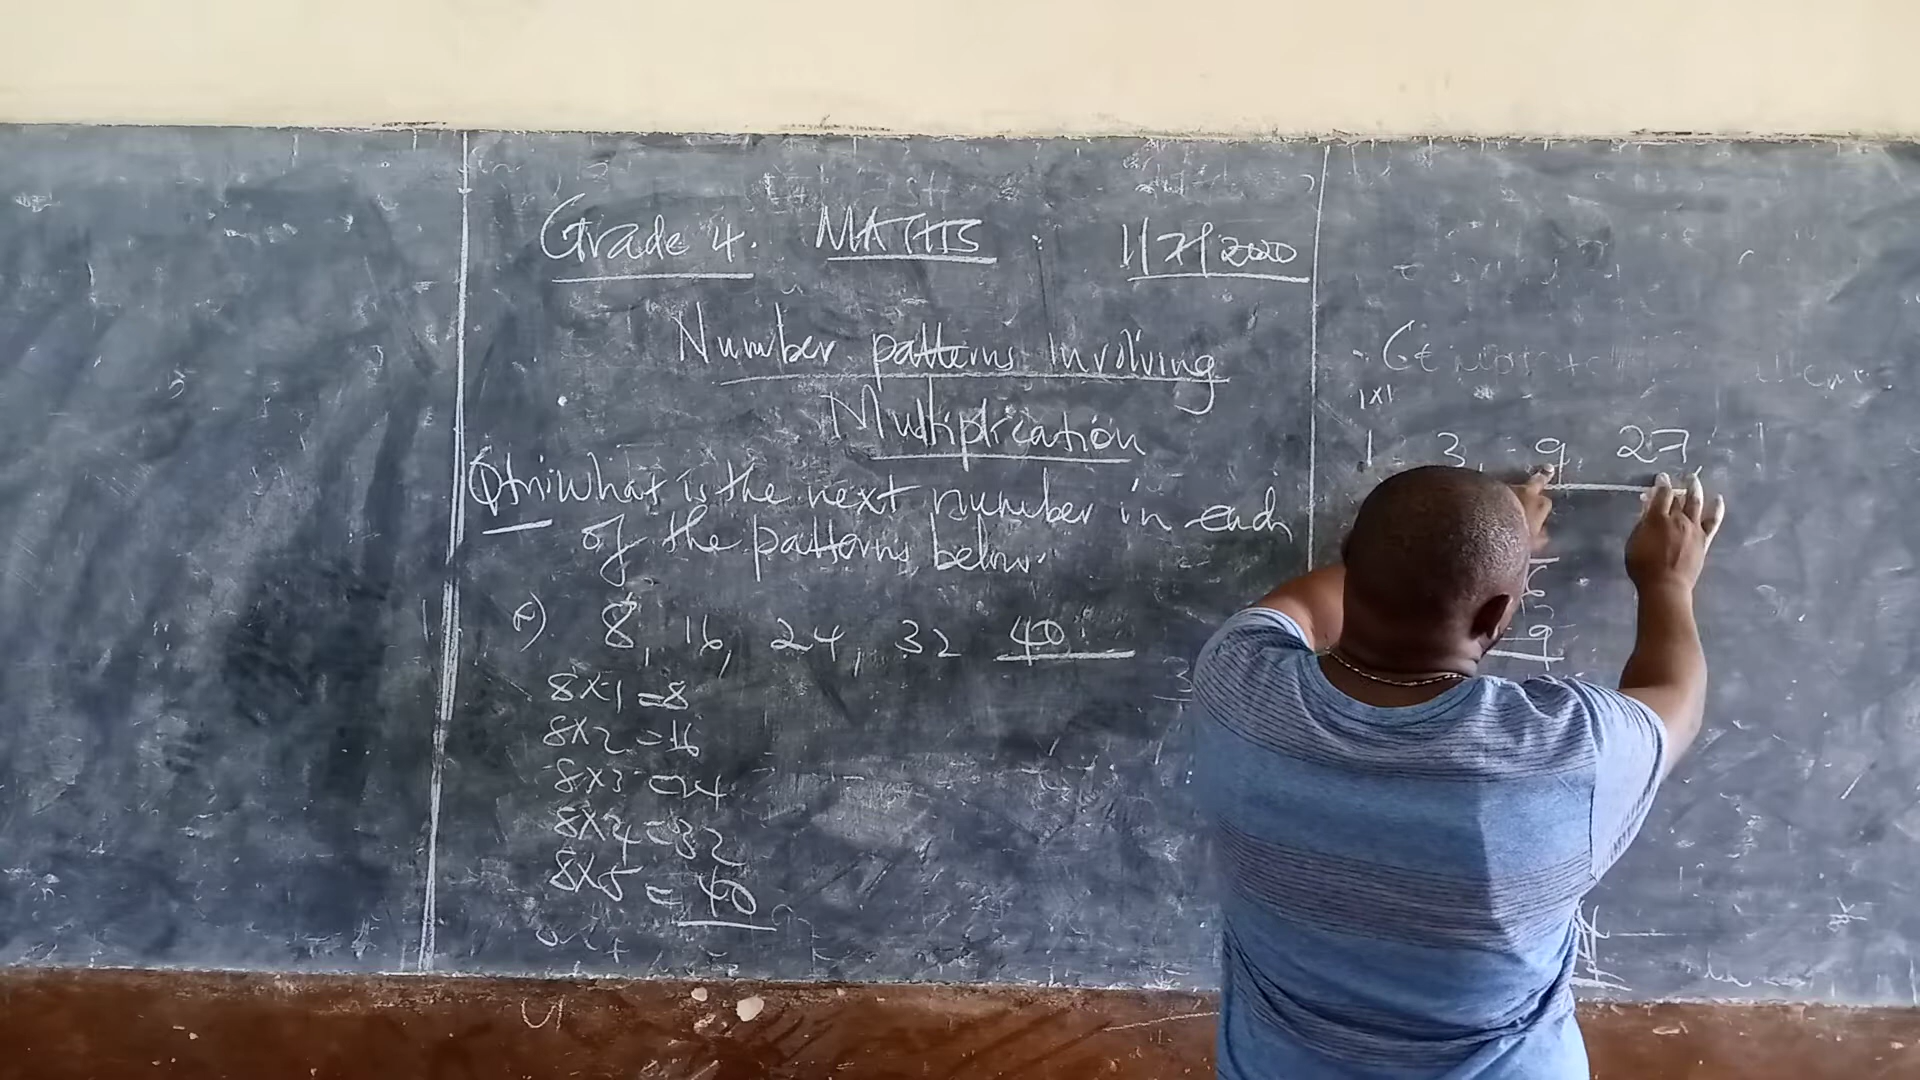 Grade 4. MATHS : 1/7/2020
Number patterns Involving
Multiplication
Qtn: What is the next number in each
of the patterns below.
8, 16, 24, 32 40
8x1=8
8x2=16
8x3=24
8x4=32
8x5=40
1x1
1 3, 9, 27,
9